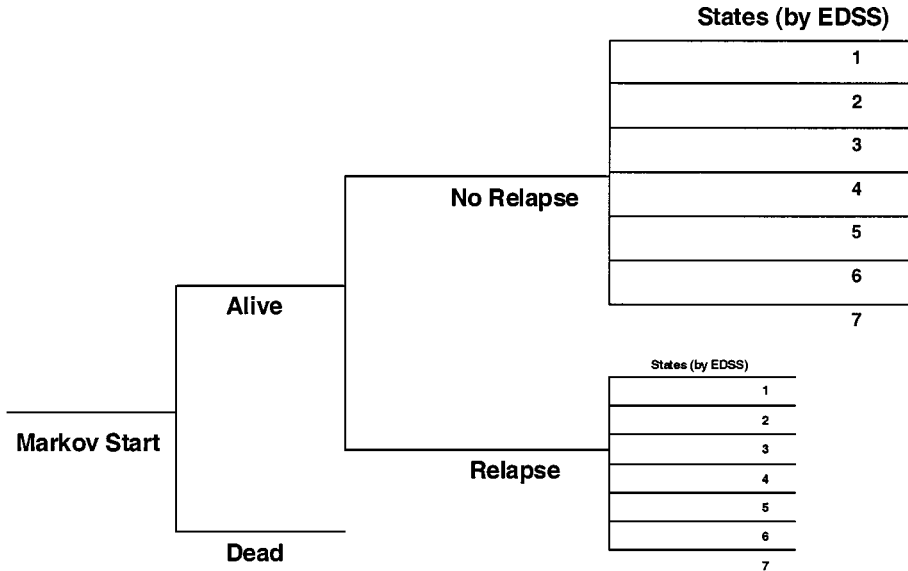 States (by EDSS)
1
2
3
No Relapse
4
5
6
Alive
7
States (by EDSS)
1
2
Markov Start
3
Relapse
4
5
6
Dead
7